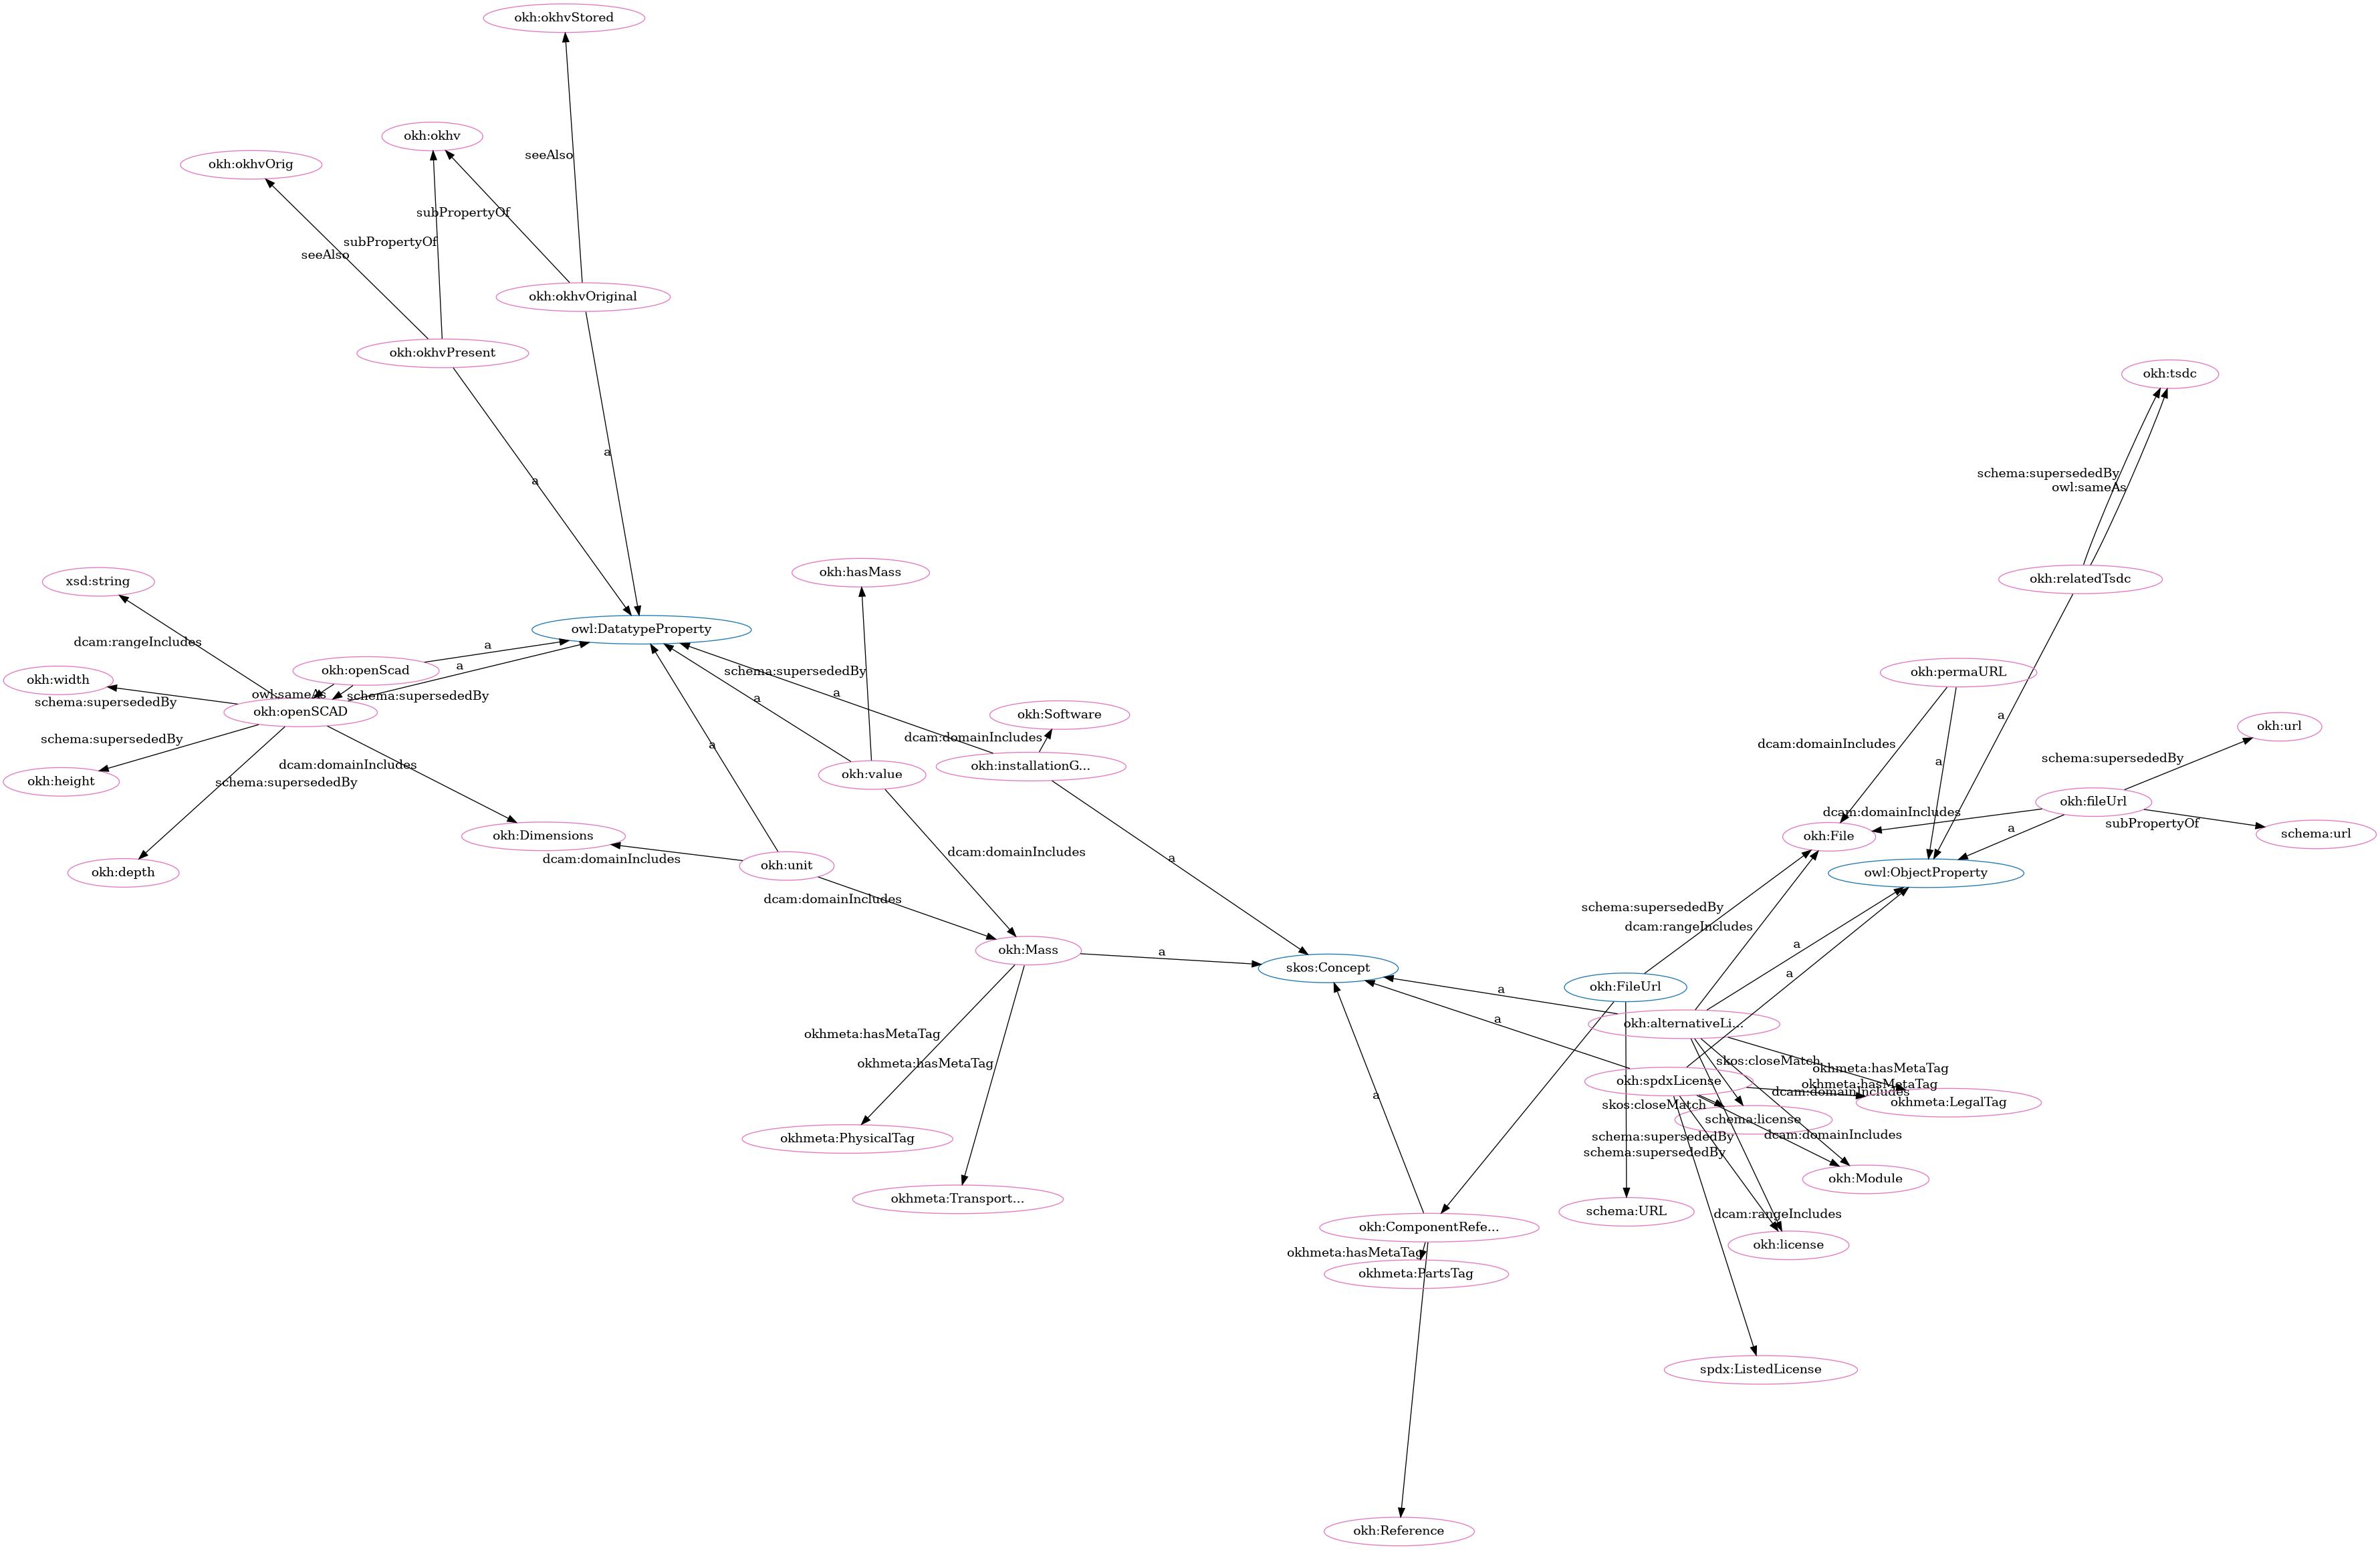 okh:okhvStored
okh:okhv
seeAlso
okh:okhvOrig
subPropertyOf
subPropertyOf
seeAlso
okh:okhvOriginal
okh:okhvPresent
okh:tsdc
a
a
schema:supersededBy
owl:sameAs
okh:hasMass
xsd:string
okh:relatedTsdc
owl:DatatypeProperty
dcam:rangeIncludes
a
okh:openScad
a
schema:supersededBy
okh:permaURL
okh:width
owl:sameAs
schema:supersededBy
a
a
schema:supersededBy
okh:openSCAD
okh:Software
a
okh:url
schema:supersededBy
dcam:domainIncludes
a
dcam:domainIncludes
schema:supersededBy
dcam:domainIncludes
okh:installationG...
a
okh:height
okh:value
schema:supersededBy
okh:fileUrl
dcam:domainIncludes
subPropertyOf
a
okh:Dimensions
okh:File
schema:url
dcam:domainIncludes
dcam:domainIncludes
a
okh:depth
okh:unit
owl:ObjectProperty
dcam:domainIncludes
schema:supersededBy
dcam:rangeIncludes
okh:Mass
a
a
skos:Concept
a
okh:FileUrl
a
a
okh:alternativeLi...
okhmeta:hasMetaTag
okhmeta:hasMetaTag
skos:closeMatch
okhmeta:hasMetaTag
okh:spdxLicense
okhmeta:hasMetaTag
dcam:domainIncludes
a
skos:closeMatch
okhmeta:LegalTag
schema:license
okhmeta:PhysicalTag
schema:supersededBy
dcam:domainIncludes
schema:supersededBy
okh:Module
okhmeta:Transport...
schema:URL
dcam:rangeIncludes
okh:ComponentRefe...
okh:license
okhmeta:hasMetaTag
okhmeta:PartsTag
spdx:ListedLicense
okh:Reference